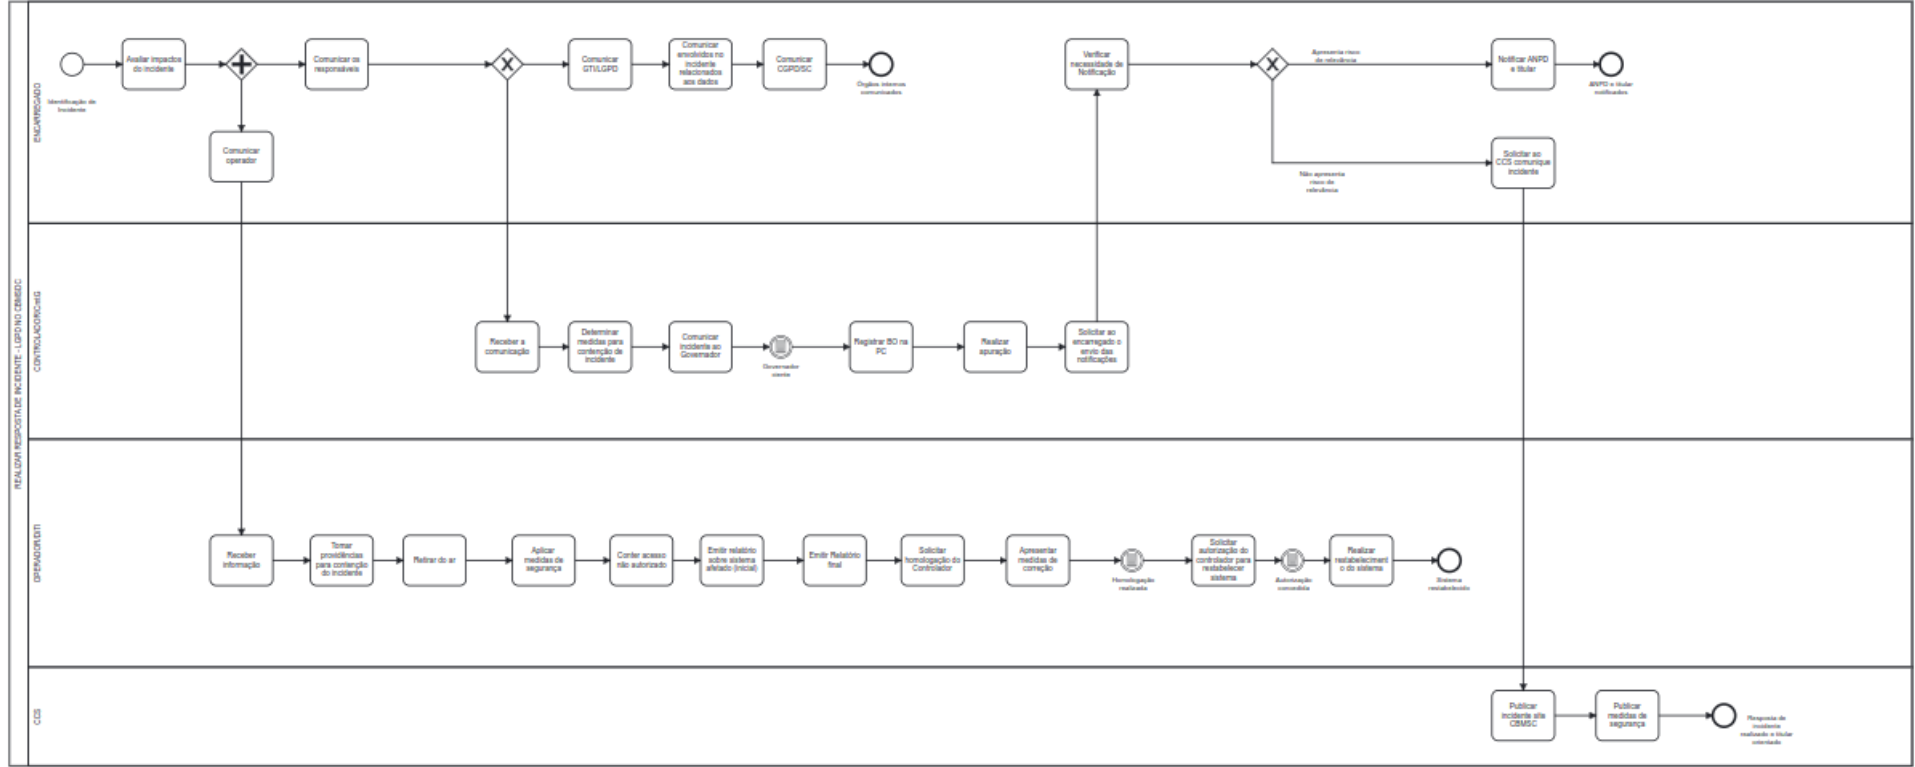 REALIZAR RESPOSTA DE INCIDENTE - LGPD NO CBMSC
ENCARREGADO
Identificação de
Incidente
Avaliar impactos
do incidente
Comunicar os
responsáveis
Comunicar
operador
Comunicar
GTI/LGPD
Comunicar
envolvidos no
incidente
relacionados
aos dados
Comunicar
CGPD/SC
Órgãos internos
comunicados
Verificar
necessidade de
Notificação
Apresenta risco
de relevância
Não apresenta
risco de
relevância
Notificar ANPD
e titular
ANPD e titular
notificados
Solicitar ao
CCS comunique
incidente
Receber a
comunicação
Determinar
medidas para
contenção de
incidente
Comunicar
incidente ao
Governador
Governador
ciente
Registrar BO na
PC
Realizar
apuração
Solicitar ao
encarregado o
envio das
notificações
OPERADOR/DITI
Receber
informação
Tomar
providências
para contenção
do incidente
Retirar do ar
Aplicar
medidas de
segurança
Conter acesso
não autorizado
Emitir relatório
sobre sistema
afetado (inicial)
Emitir Relatório
final
Solicitar
homologação do
Controlador
Apresentar
medidas de
correção
Homologação
realizada
Solicitar
autorização do
controlador para
restabelecer
sistema
Autorização
concedida
Realizar
restabeleciment
o do sistema
Sistema
restabelecido
CCS
Publicar
incidente site
CBMSC
Publicar
medidas de
segurança
Resposta de
incidente
realizado e titular
orientado